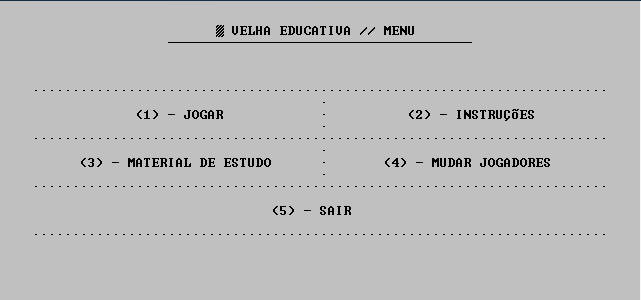 VELHA EDUCATIVA // MENU
(1) - JOGAR
(2) - INSTRUÇõES
(3) - MATERIAL DE ESTUDO
(4) - MUDAR JOGADORES
(5) - SAIR